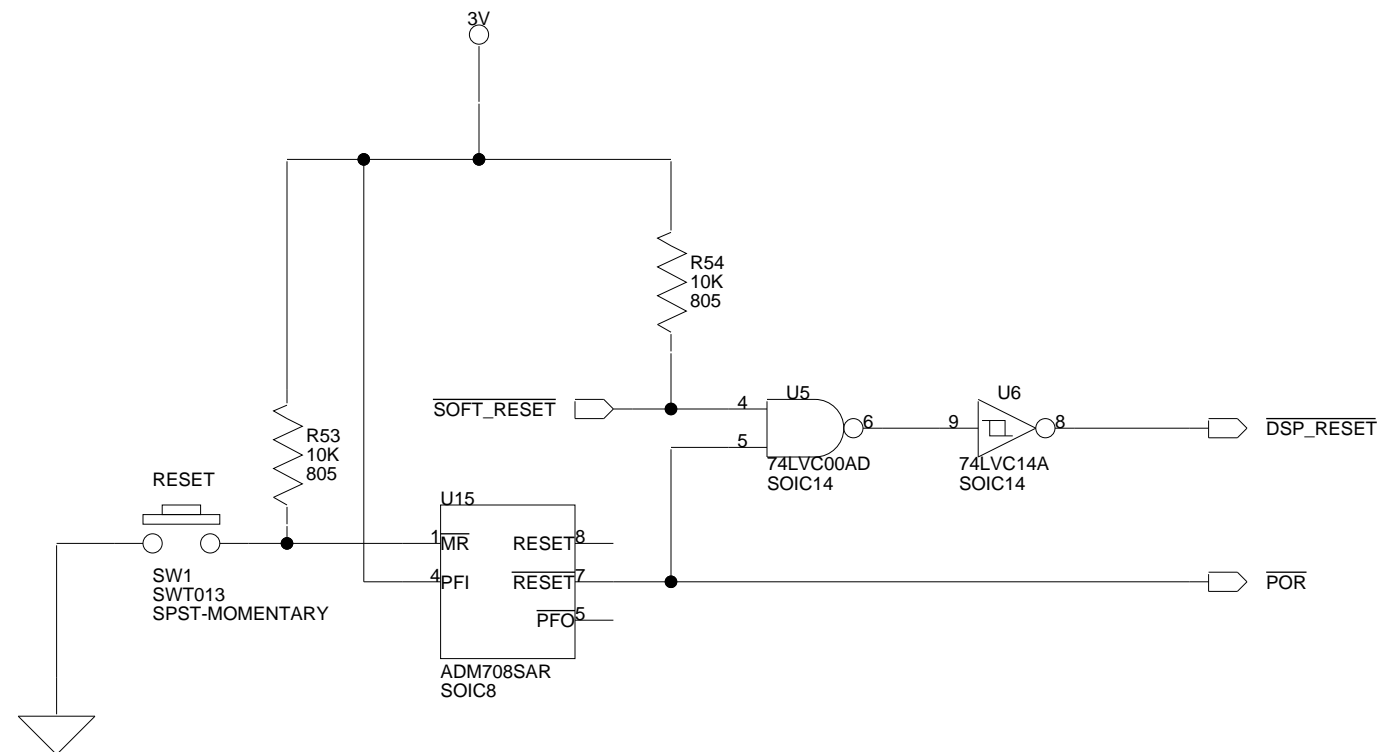 3V
R54
10K
805
SOFT_RESET
4
5
U5
6
74LVC00AD
SOIC14
9
U6
8
74LVC14A
SOIC14
DSP_RESET
R53
10K
805
RESET
SW1
SWT013
SPST-MOMENTARY
U15
1
MR
RESET
8
4
PFI
RESET
7
PFO
5
ADM708SAR
SOIC8
POR